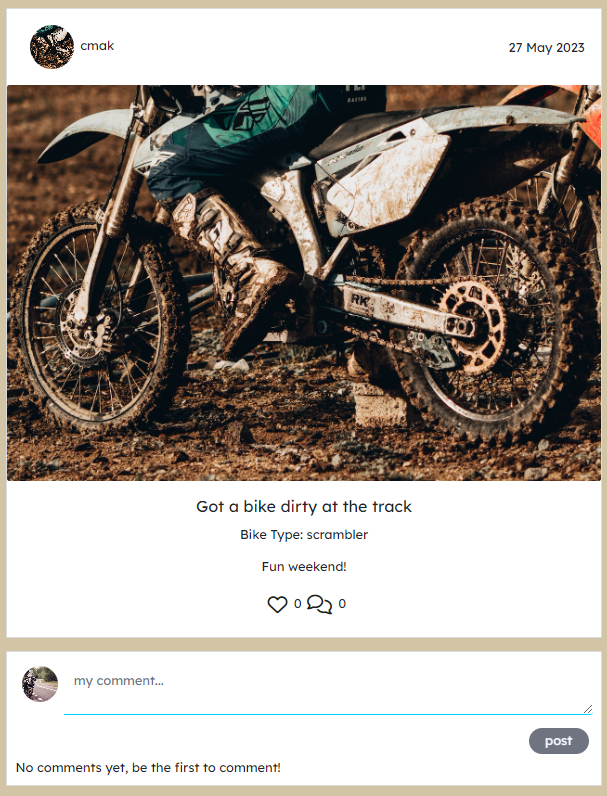 cmak
27 May 2023
RACING
RK
Got a bike dirty at the track
Bike Type: scrambler
Fun weekend!
0 0
my comment...
post
No comments yet, be the first to comment!